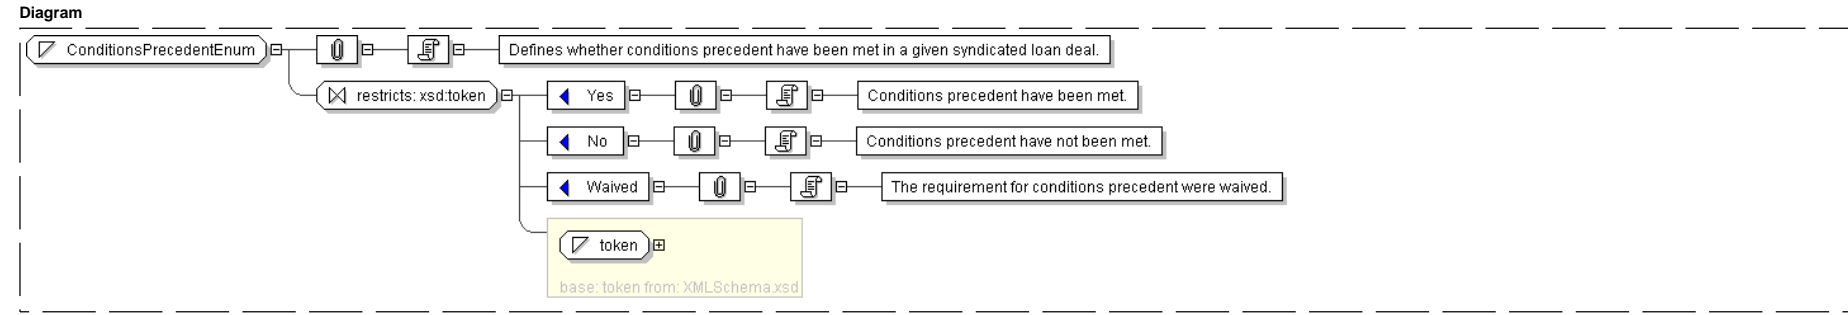 Diagram
ConditionsPrecedentEnum
Defines whether conditions precedent have been met in a given syndicated loan deal.
restricts: xsd:token
Yes
Conditions precedent have been met.
No
Conditions precedent have not been met.
Waived
The requirement for conditions precedent were waived.
token
base: token from: XMLSchema.xsd